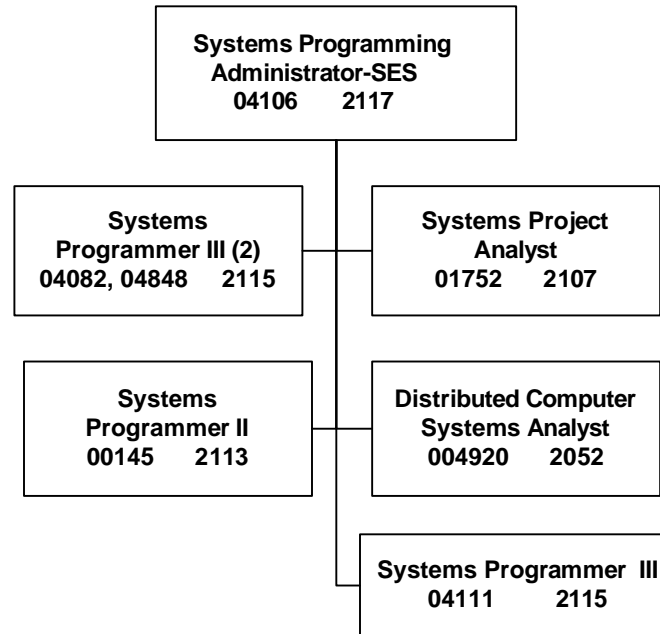 Systems Programming
Administrator-SES
04106 2117
Systems
Programmer III (2)
04082, 04848 2115
Systems Project
Analyst
01752 2107
Systems
Programmer II
00145 2113
Distributed Computer
Systems Analyst
004920 2052
Systems Programmer III
04111 2115